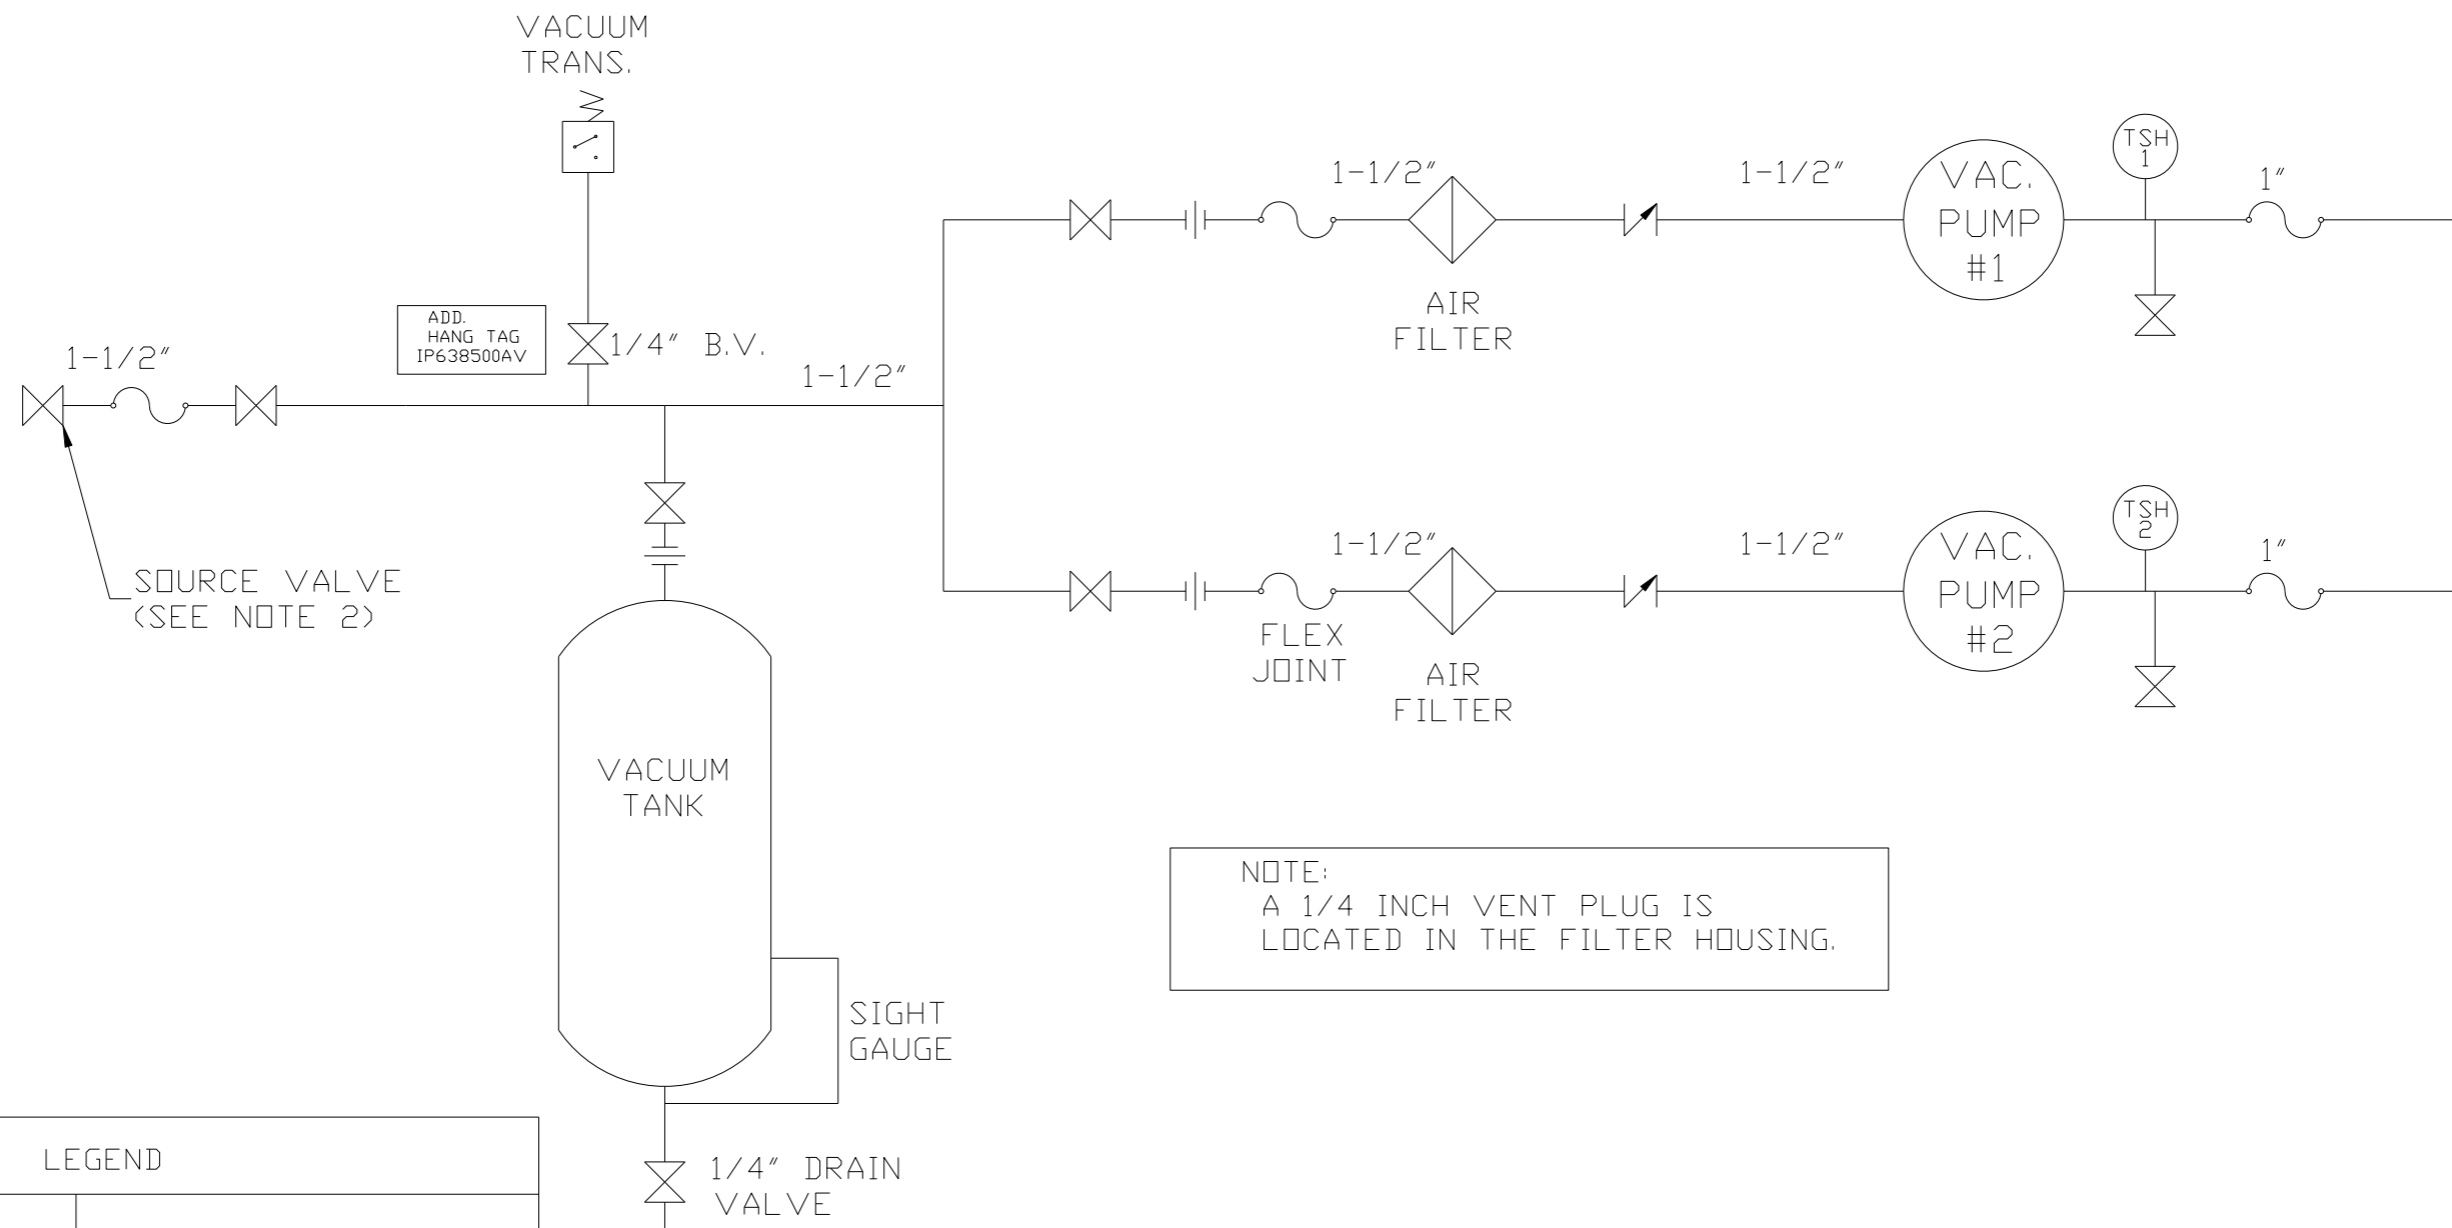 VACUUM
TRANS.
ADD.
HANG TAG
IP638500AV
1/4" B.V.
1-1/2"
1-1/2"
SOURCE VALVE
(SEE NOTE 2)
1-1/2"
AIR
FILTER
1-1/2"
VAC.
PUMP
#1
TSH
1
1"
1-1/2"
FLEX
JOINT
AIR
FILTER
1-1/2"
VAC.
PUMP
#2
TSH
2
1"
VACUUM
TANK
SIGHT
GAUGE
NOTE:
A 1/4 INCH VENT PLUG IS
LOCATED IN THE FILTER HOUSING.
LEGEND
1/4" DRAIN
VALVE